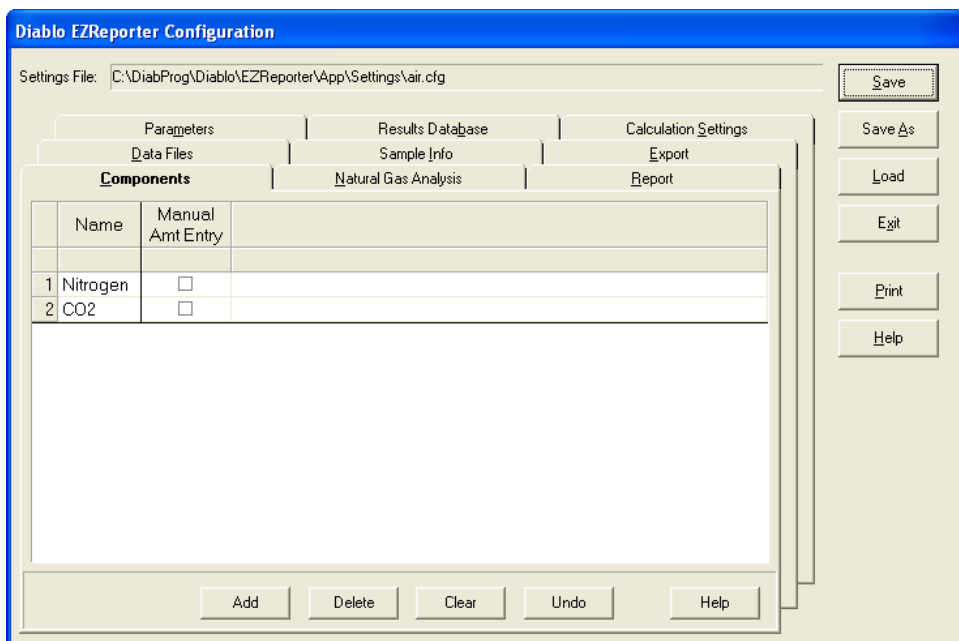 Diablo EZReporter Configuration
Settings File: C:\DiabProg\Diablo\EZReporter\App\Settings\air.cfg
Save
Parameters Results Database Calculation Settings
Save As
Data Files Sample Info Export
Components Natural Gas Analysis Report
Load
Name Manual Amt Entry
Exit
1 Nitrogen
2 CO2
Print
Help
Add Delete Clear Undo Help